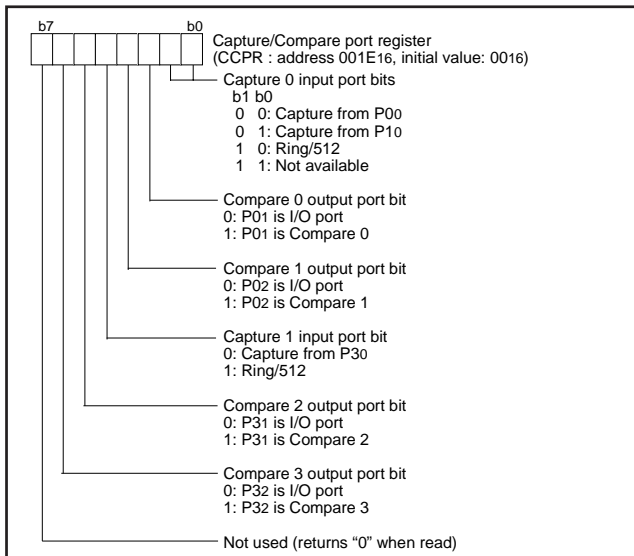 b7 b0
Capture/Compare port register
(CCPR : address 001E16, initial value: 0016)
Capture 0 input port bits
b1 b0
0 0: Capture from P00
0 1: Capture from P10
1 0: Ring/512
1 1: Not available
Compare 0 output port bit
0: P01 is I/O port
1: P01 is Compare 0
Compare 1 output port bit
0: P02 is I/O port
1: P02 is Compare 1
Capture 1 input port bit
0: Capture from P30
1: Ring/512
Compare 2 output port bit
0: P31 is I/O port
1: P31 is Compare 2
Compare 3 output port bit
0: P32 is I/O port
1: P32 is Compare 3
Not used (returns “0” when read)